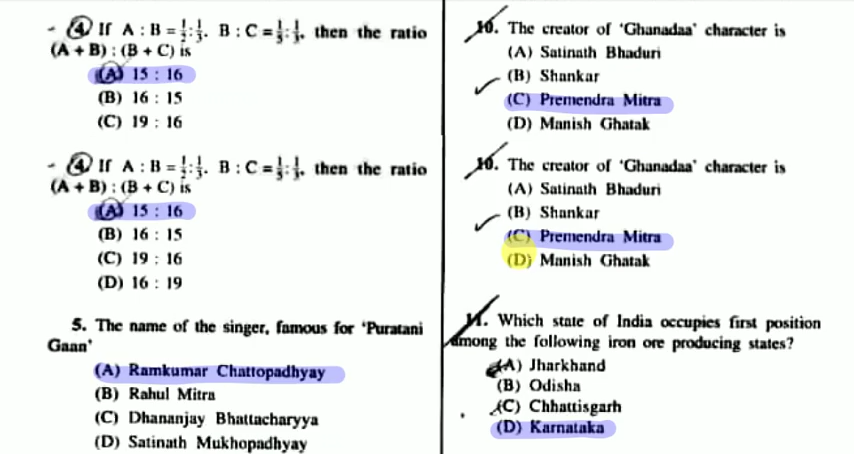 4 If A : B = 1/2 : 1/3. B : C = 1/5 : 1/3. then the ratio
(A + B) : (B + C) is
(A) 15 : 16
(B) 16 : 15
(C) 19 : 16
4 If A : B = 1/2 : 1/3. B : C = 1/5 : 1/3. then the ratio
(A + B) : (B + C) is
(A) 15 : 16
(B) 16 : 15
(C) 19 : 16
(D) 16 : 19
5. The name of the singer, famous for 'Puratani
Gaan'
(A) Ramkumar Chattopadhyay
(B) Rahul Mitra
(C) Dhananjay Bhattacharyya
(D) Satinath Mukhopadhyay
10. The creator of 'Ghanadaa' character is
(A) Satinath Bhaduri
(B) Shankar
(C) Premendra Mitra
(D) Manish Ghatak
10. The creator of 'Ghanadaa' character is
(A) Satinath Bhaduri
(B) Shankar
(C) Premendra Mitra
(D) Manish Ghatak
11. Which state of India occupies first position
among the following iron ore producing states?
(A) Jharkhand
(B) Odisha
(C) Chhattisgarh
(D) Karnataka